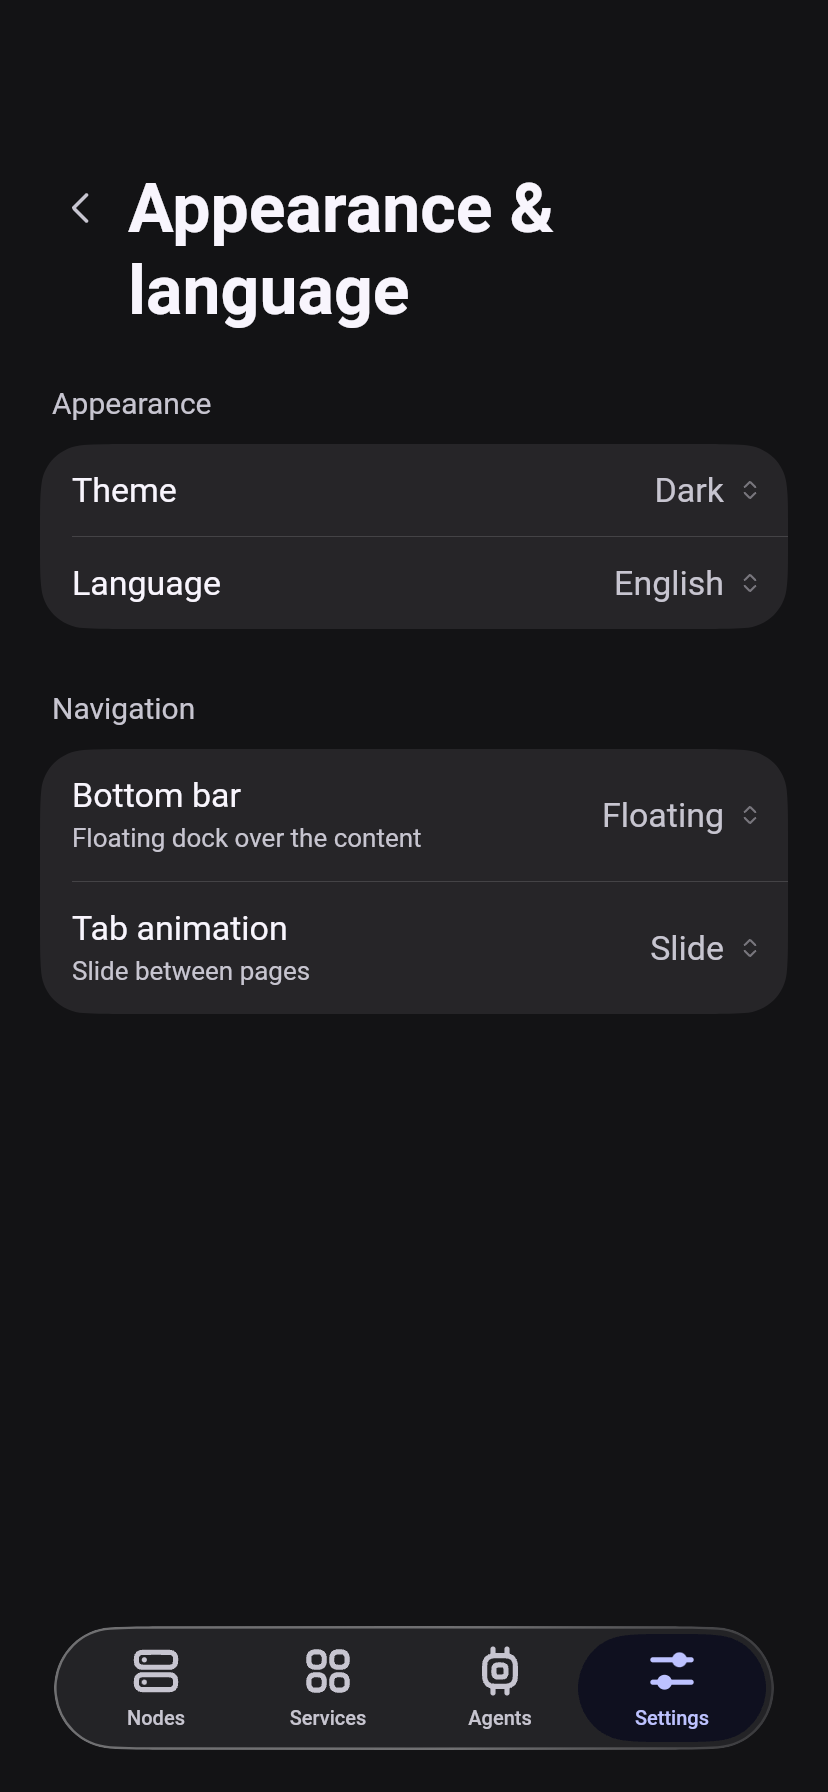 Appearance &
language
Appearance
Theme
Dark
Language
English
Navigation
Bottom bar
Floating dock over the content
Floating
Tab animation
Slide between pages
Slide
Nodes
Services
Agents
Settings